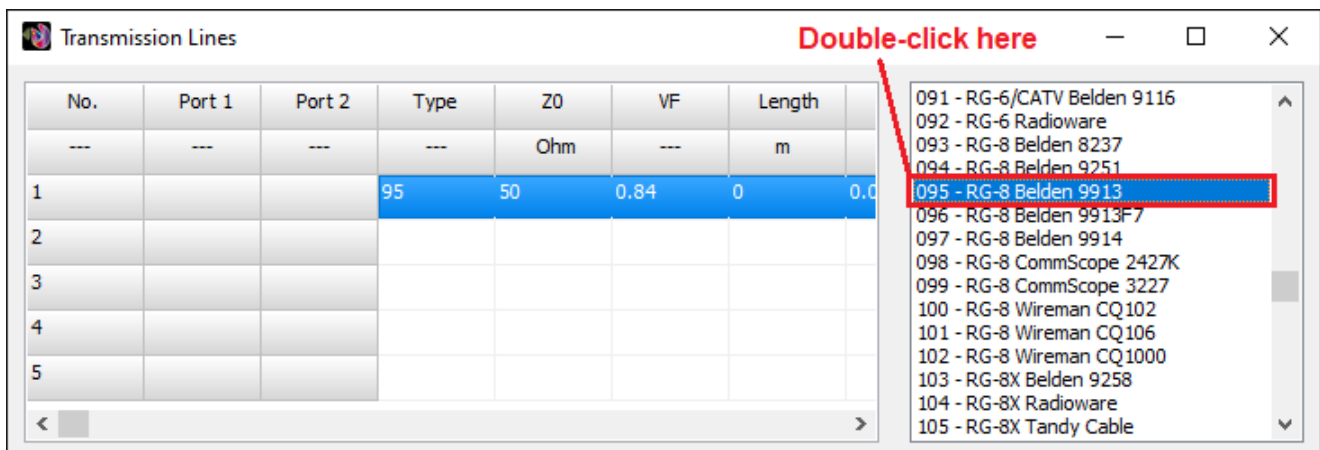 Transmission Lines
Double-click here
No. Port 1 Port 2 Type Z0 VF Length
--- --- --- --- Ohm --- m
1 95 50 0.84 0 0.0
2
3
4
5
091 - RG-6/CATV Belden 9116
092 - RG-6 Radioware
093 - RG-8 Belden 8237
094 - RG-8 Belden 9251
095 - RG-8 Belden 9913
096 - RG-8 Belden 9913F7
097 - RG-8 Belden 9914
098 - RG-8 CommScope 2427K
099 - RG-8 CommScope 3227
100 - RG-8 Wireman CQ102
101 - RG-8 Wireman CQ106
102 - RG-8 Wireman CQ1000
103 - RG-8X Belden 9258
104 - RG-8X Radioware
105 - RG-8X Tandy Cable